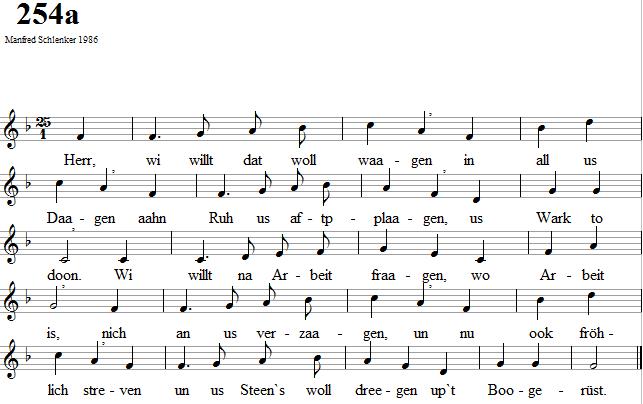 254a
Manfred Schlenker 1986
25
1
Herr, wi willt dat woll waa - gen in all us
Daa - gen aahn Ruh us af - tp - plaa - gen, us Wark to
doon. Wi willt na Ar - beit fraa - gen, wo Ar - beit
is, nich an us ver - zaa - gen, un nu ook fröh -
lich stre - ven un us Steen`s woll dree - gen up`t Boo - ge - rüst.